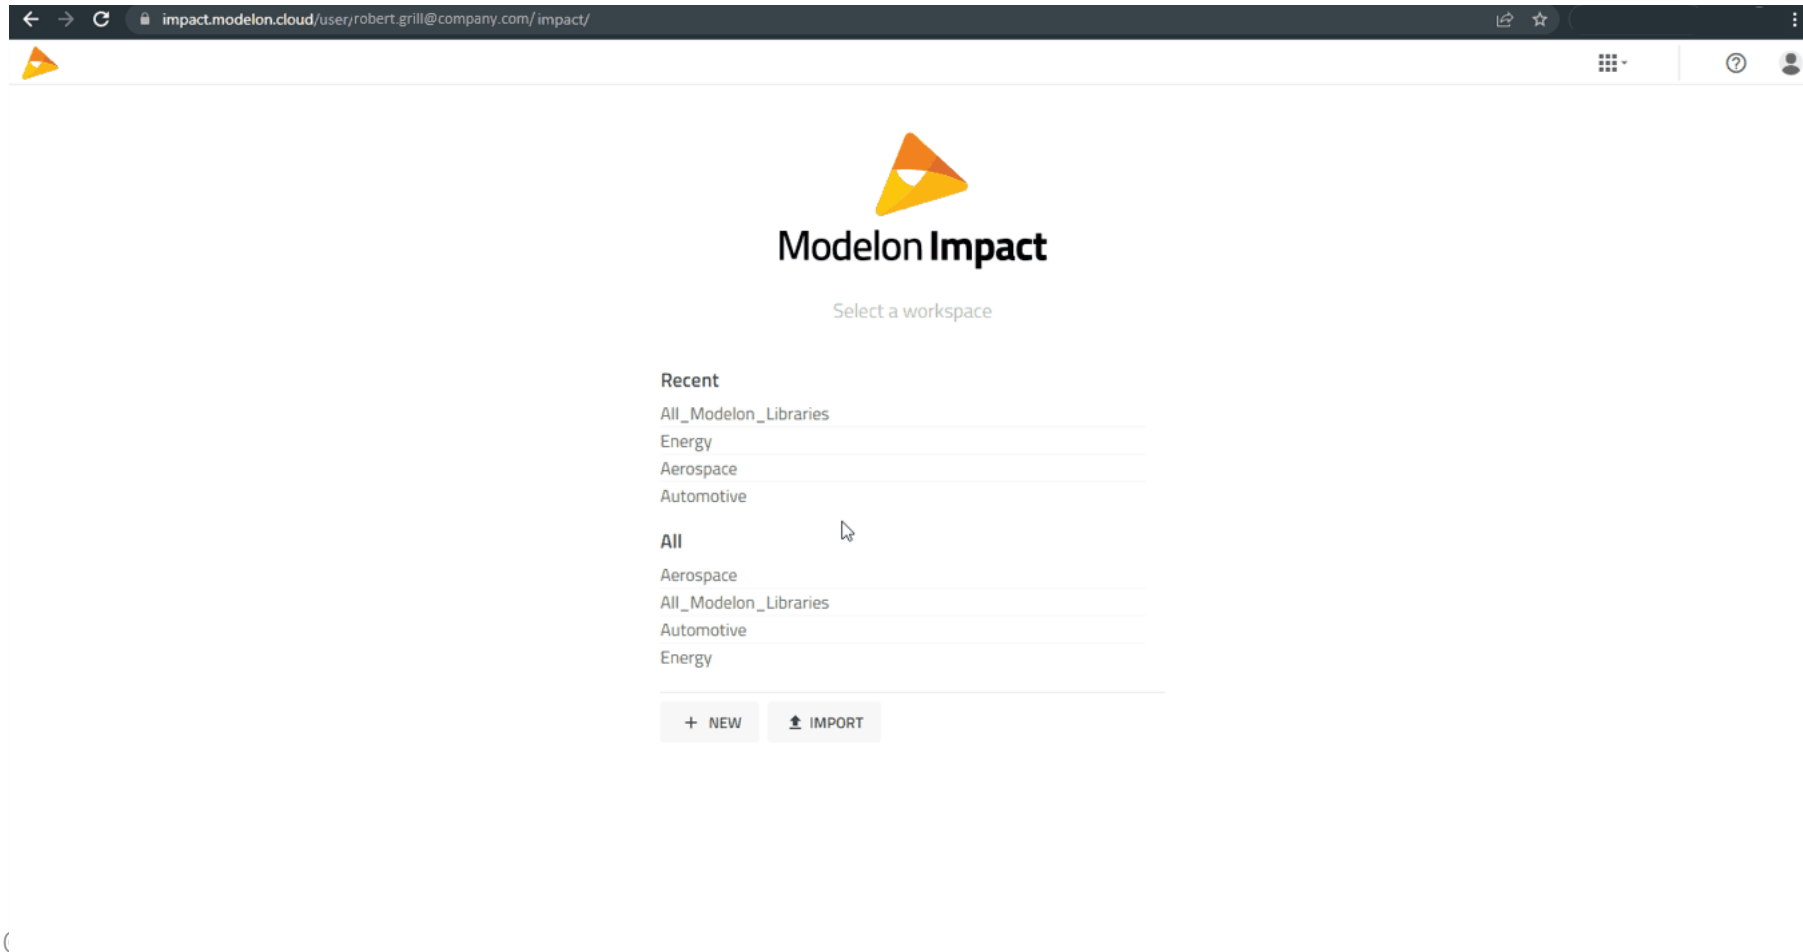 impact.modelon.cloud/user/robert.grill@company.com/impact/
Modelon Impact
Select a workspace
Recent
All_Modelon_Libraries
Energy
Aerospace
Automotive
All
Aerospace
All_Modelon_Libraries
Automotive
Energy
+ NEW
IMPORT